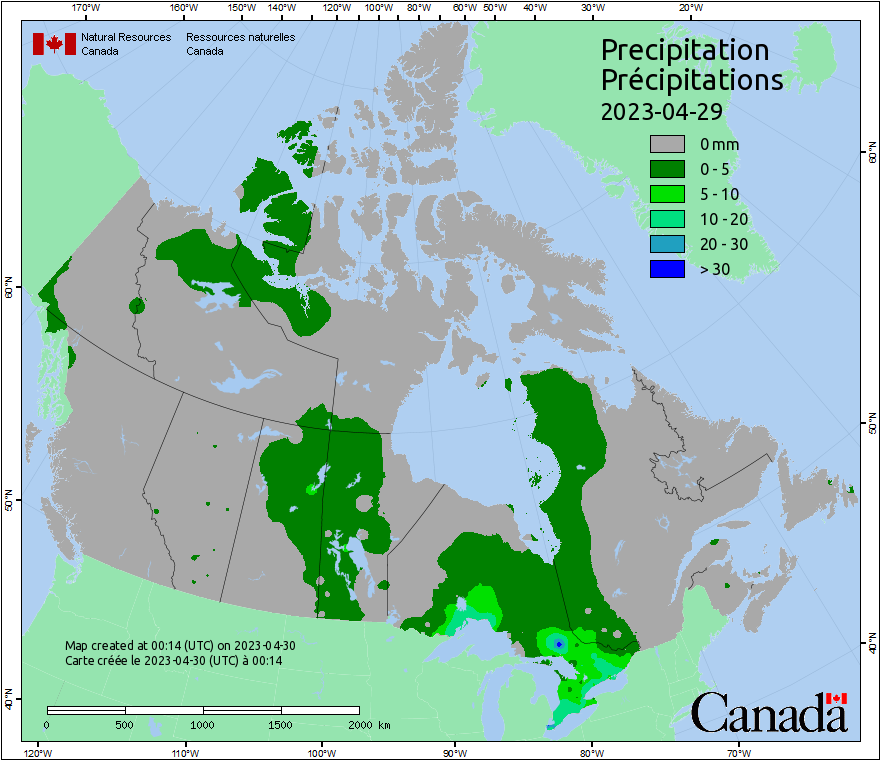 170°W 160°W 150°W 140°W 120°W 100°W 80°W 60°W 50°W 40°W 30°W 20°W
Natural Resources Ressources naturelles
Canada Canada
Precipitation
Précipitations
2023-04-29
0 mm
0 - 5
5 - 10
10 - 20
20 - 30
> 30
60°N
60°N
50°N
50°N
40°N
40°N
Map created at 00:14 (UTC) on 2023-04-30
Carte créée le 2023-04-30 (UTC) à 00:14
0 500 1000 1500 2000 km
Canada
120°W 110°W 100°W 90°W 80°W 70°W